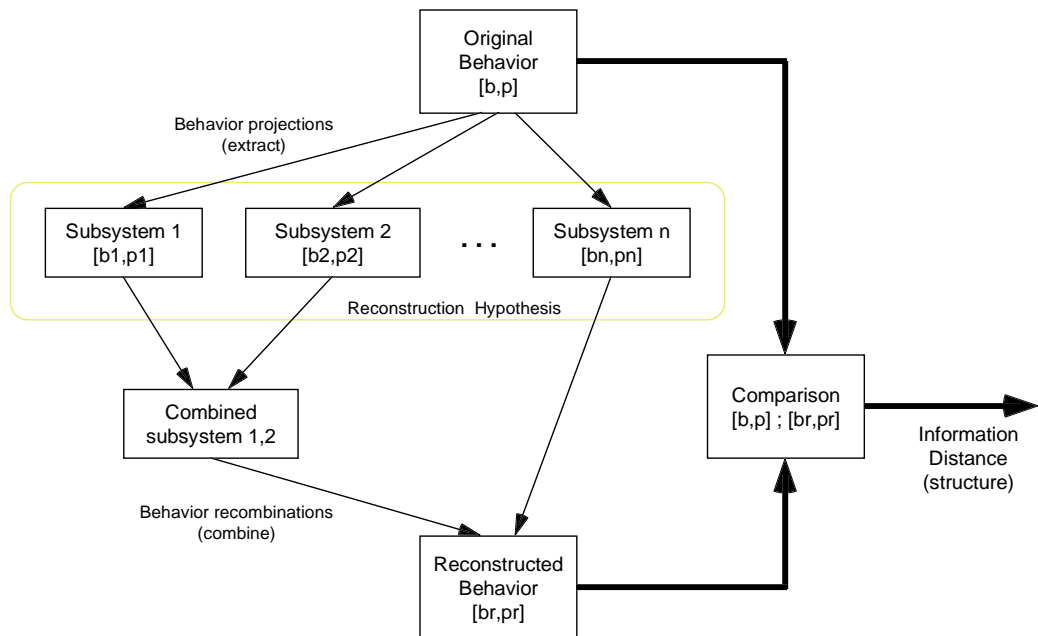 Original
Behavior
[b,p]
Behavior projections
(extract)
Subsystem 1
[b1,p1]
Subsystem 2
[b2,p2]
. . .
Subsystem n
[bn,pn]
Reconstruction Hypothesis
Combined
subsystem 1,2
Comparison
[b,p] ; [br,pr]
Information
Distance
(structure)
Behavior recombinations
(combine)
Reconstructed
Behavior
[br,pr]